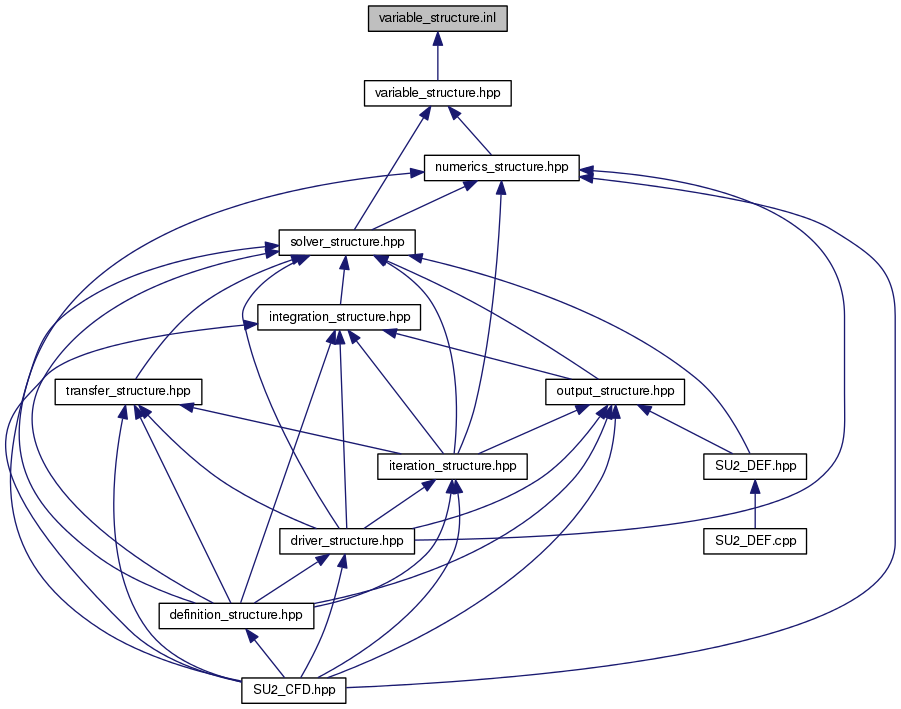 variable_structure.inl
variable_structure.hpp
numerics_structure.hpp
solver_structure.hpp
integration_structure.hpp
transfer_structure.hpp
output_structure.hpp
iteration_structure.hpp
SU2_DEF.hpp
driver_structure.hpp
SU2_DEF.cpp
definition_structure.hpp
SU2_CFD.hpp